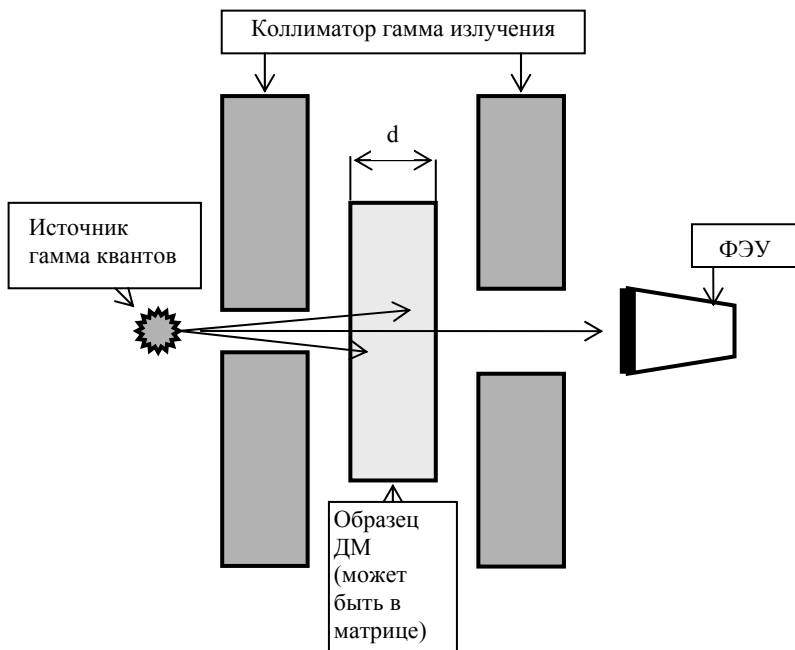 Коллиматор гамма излучения
d
Источник
гамма квантов
ФЭУ
Образец
ДМ
(может
быть в
матрице)